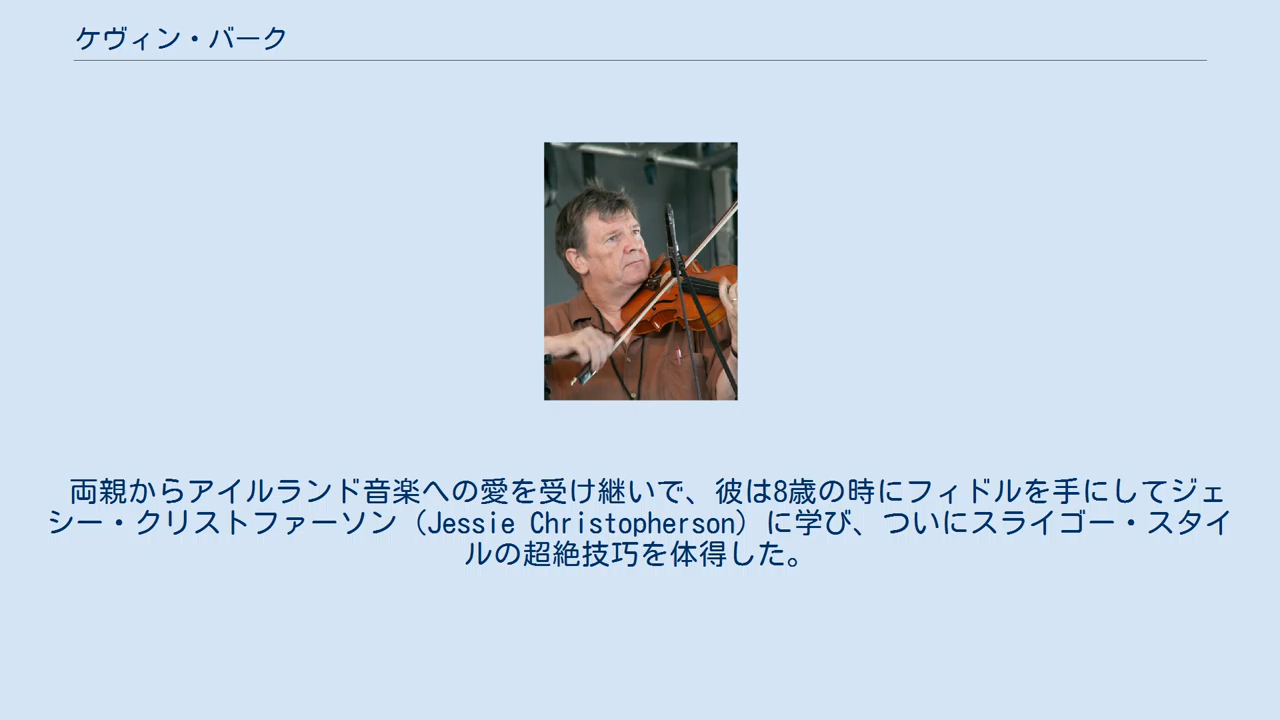 ケヴィン・バーク
両親からアイルランド音楽への愛を受け継いで、彼は8歳の時にフィドルを手にしてジェ
シー・クリストファーソン（Jessie Christopherson）に学び、ついにスライゴー・スタイ
ルの超絶技巧を体得した。